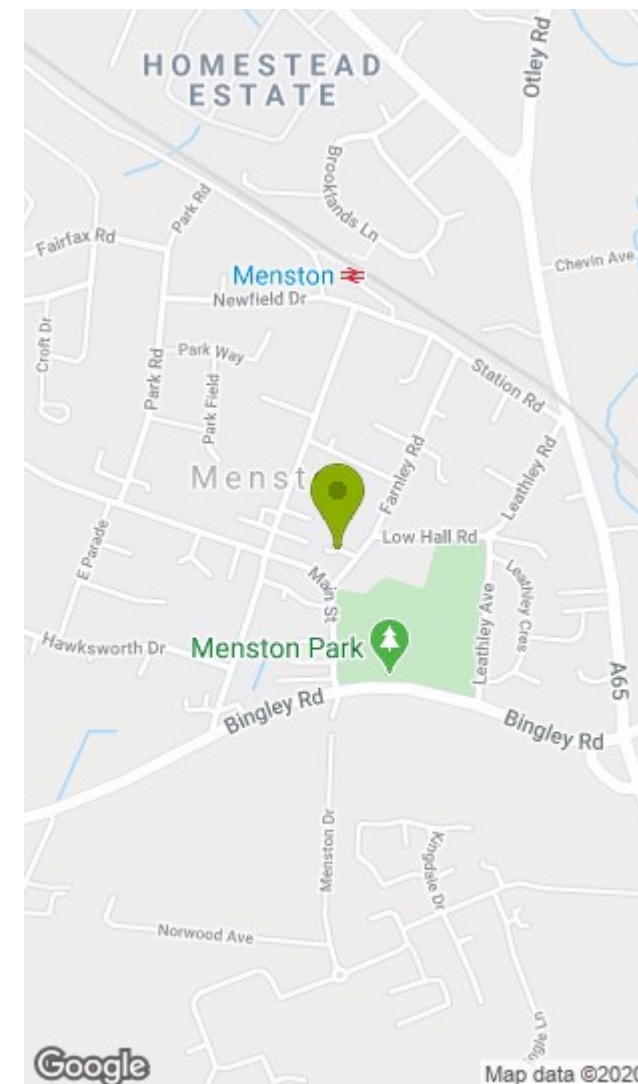 HOMESTEAD
ESTATE
Otley Rd
Brooklands Ln
Park Rd
Fairfax Rd
Chevin Ave
Menston
Newfield Dr
Croft Dr
Park Way
Park Rd
Park Field
Station Rd
Farnley Rd
Leathley Rd
Menst
Low Hall Rd
E Parade
Main St
Leathley Cres
Leathley Ave
Menston Park
Hawksworth Dr
A65
Bingley Rd
Bingley Rd
Menston Dr
Kingdale Dr
Norwood Ave
ngle Ln
Google
Map data ©2020